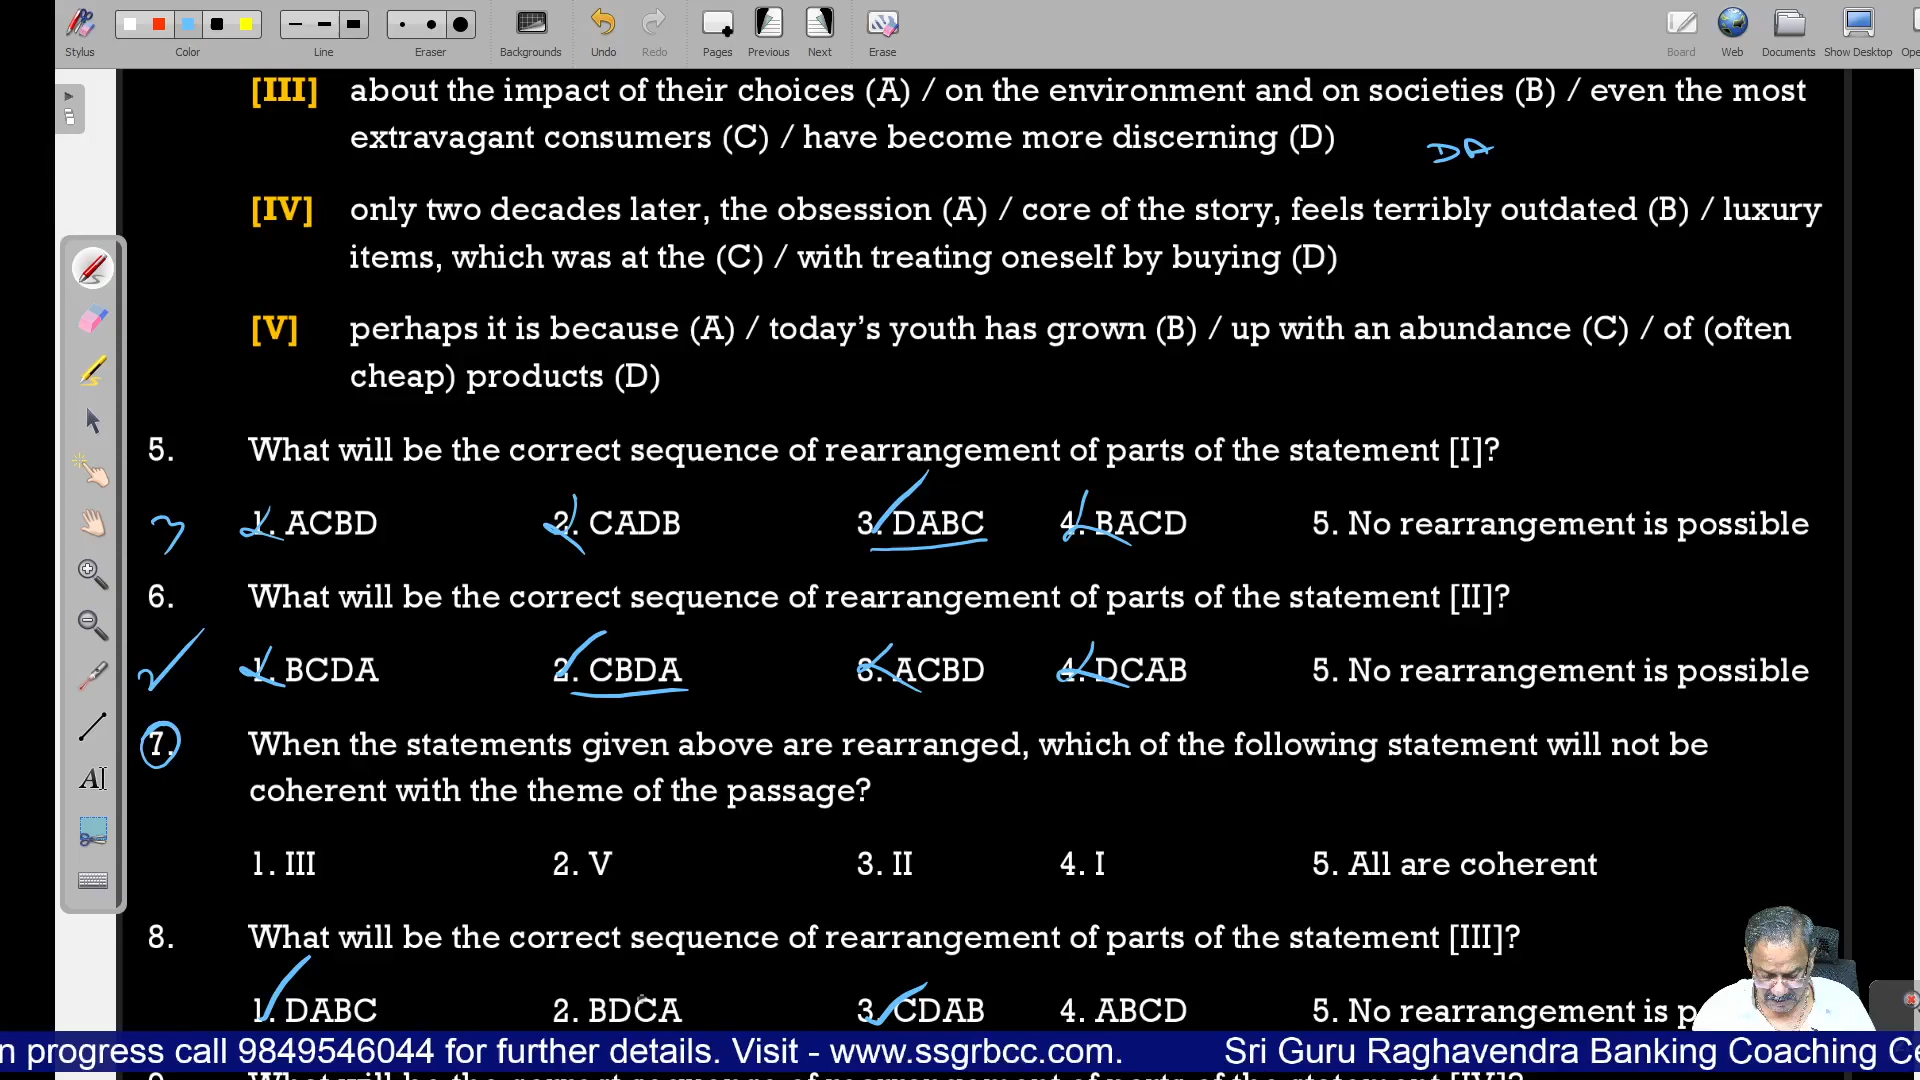 Stylus Color Line Eraser Backgrounds Undo Redo Pages Previous Next Erase Board Web Documents Show Desktop
[III] about the impact of their choices (A) / on the environment and on societies (B) / even the most
extravagant consumers (C) / have become more discerning (D)
DA
[IV] only two decades later, the obsession (A) / core of the story, feels terribly outdated (B) / luxury
items, which was at the (C) / with treating oneself by buying (D)
[V] perhaps it is because (A) / today's youth has grown (B) / up with an abundance (C) / of (often
cheap) products (D)
5. What will be the correct sequence of rearrangement of parts of the statement [I]?
3 1. ACBD 2. CADB 3. DABC 4. BACD 5. No rearrangement is possible
6. What will be the correct sequence of rearrangement of parts of the statement [II]?
1. BCDA 2. CBDA 3. ACBD 4. DCAB 5. No rearrangement is possible
7. When the statements given above are rearranged, which of the following statement will not be
coherent with the theme of the passage?
1. III 2. V 3. II 4. I 5. All are coherent
8. What will be the correct sequence of rearrangement of parts of the statement [III]?
1. DABC 2. BDCA 3. CDAB 4. ABCD 5. No rearrangement is
n progress call 9849546044 for further details. Visit - www.ssgrbcc.com. Sri Guru Raghavendra Banking Coaching Ce